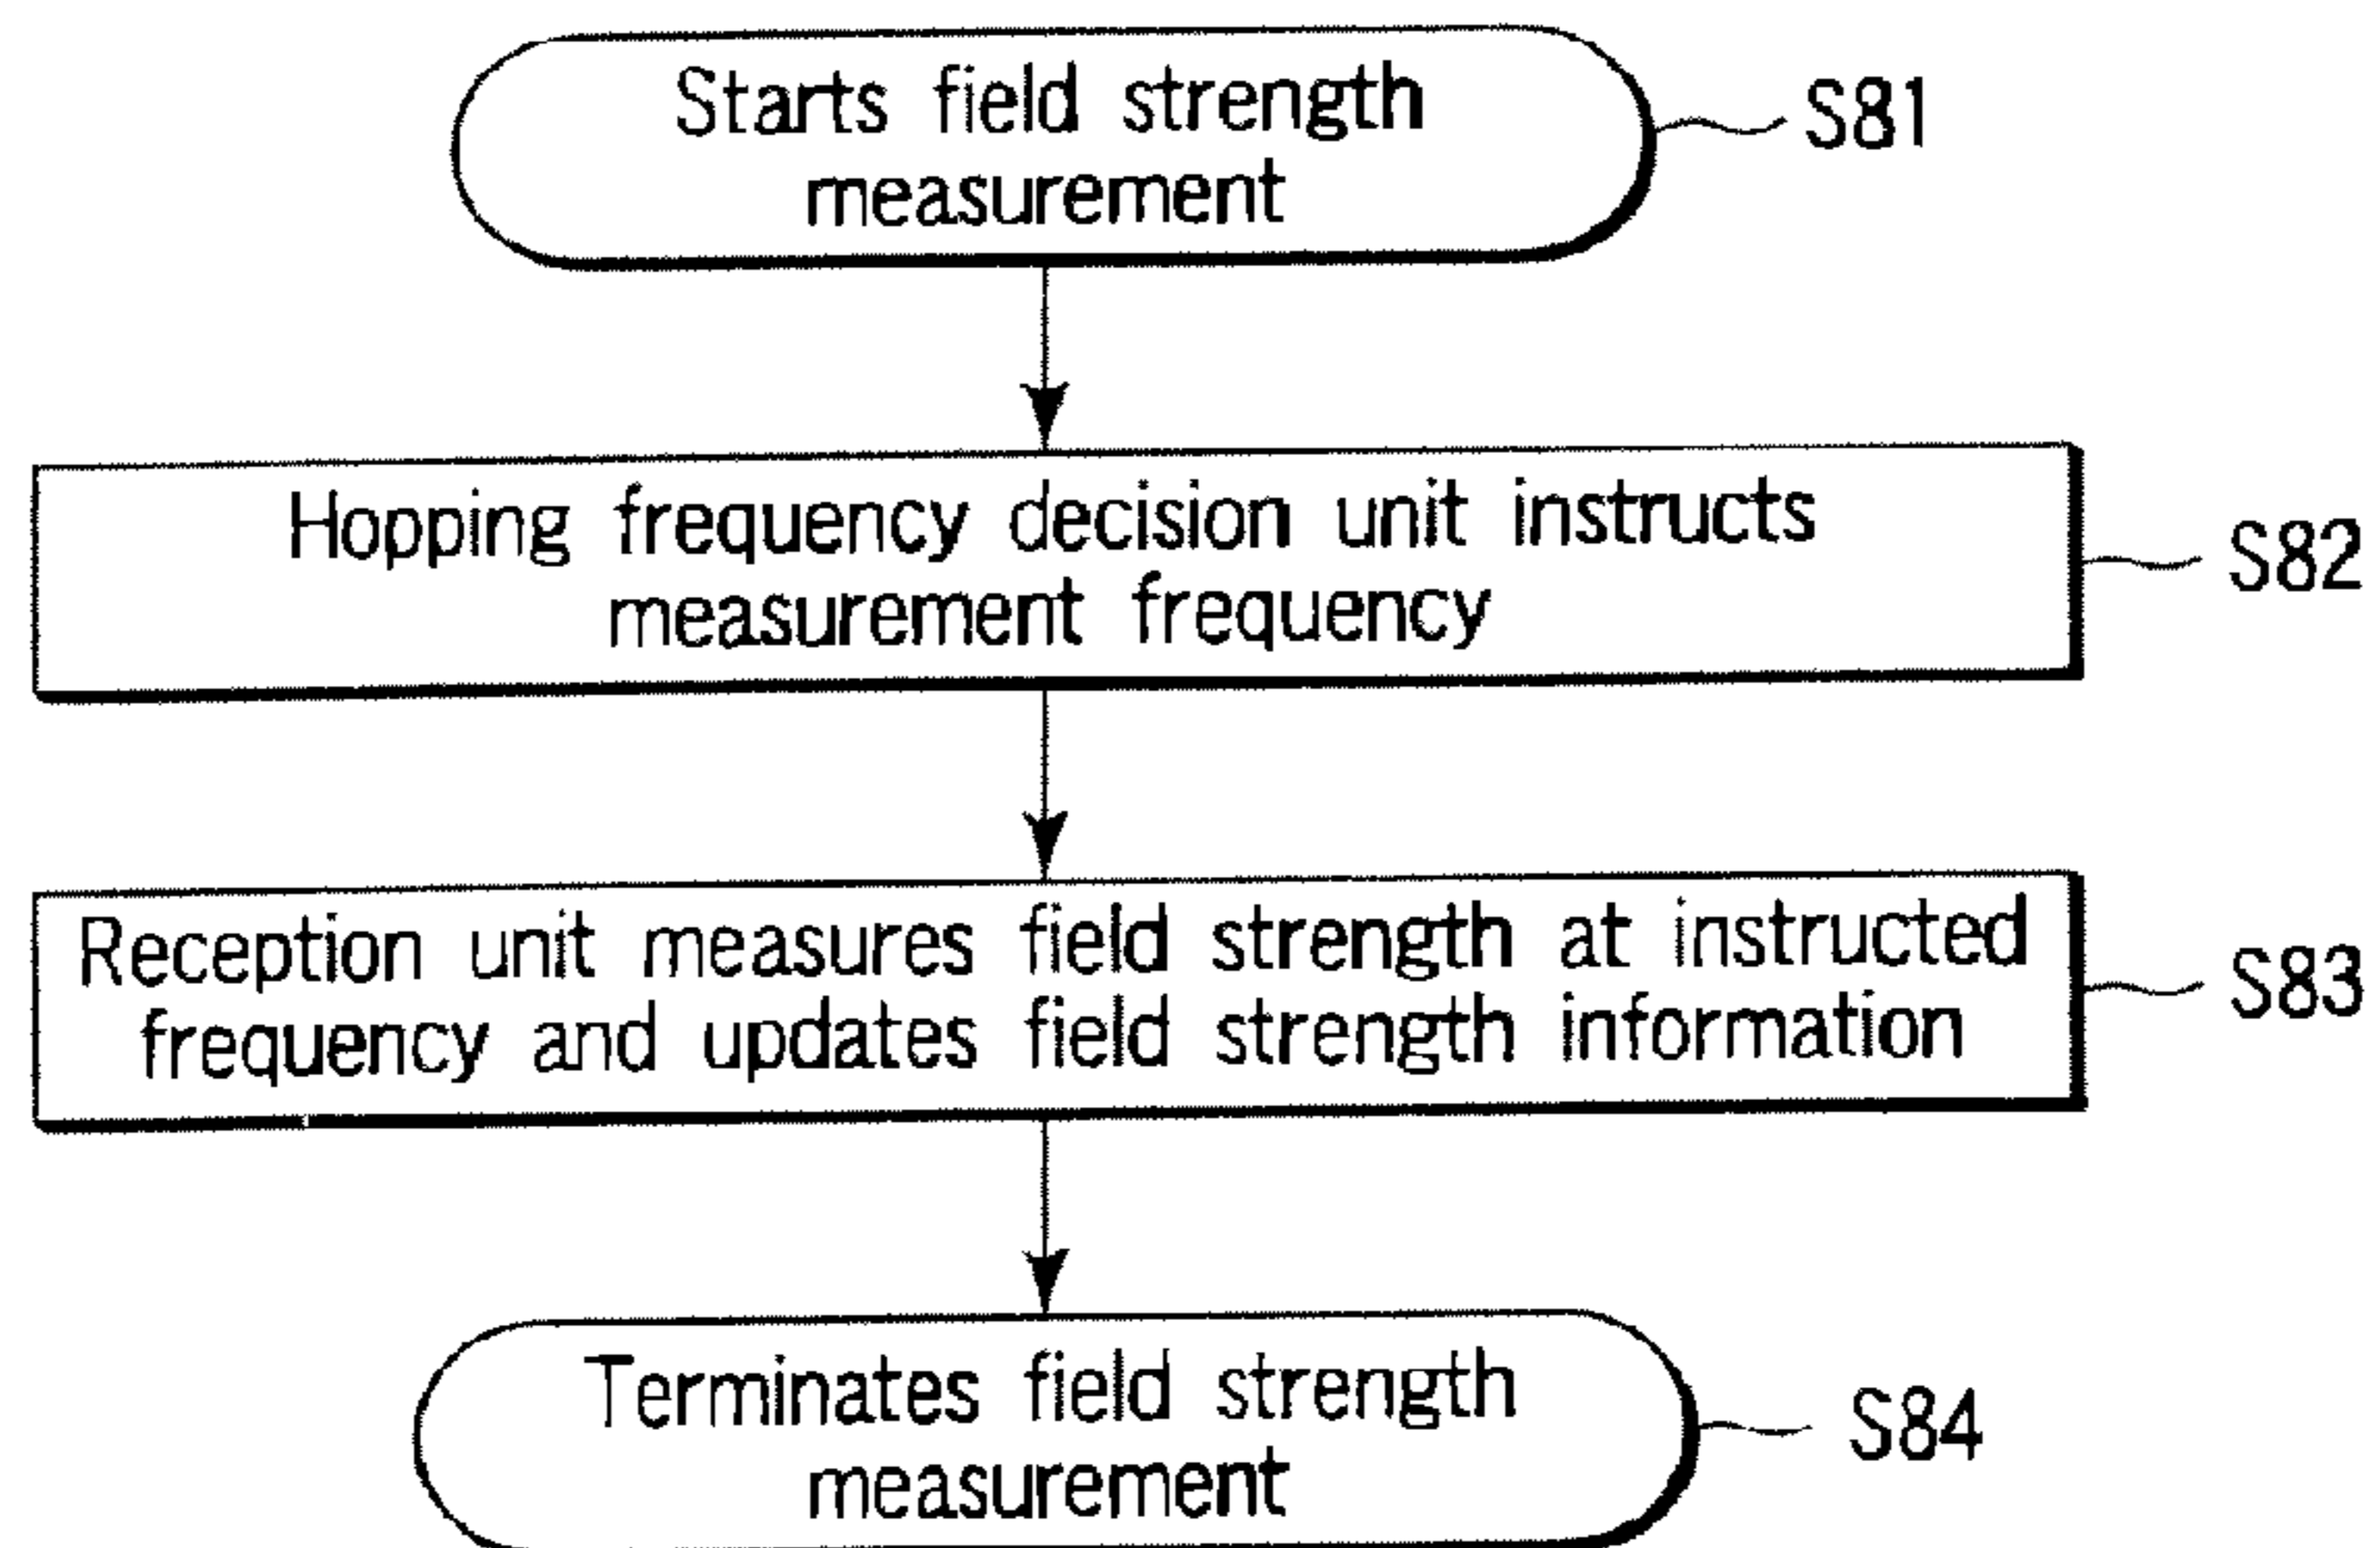 Starts field strength
measurement
S81
Hopping frequency decision unit instructs
measurement frequency
S82
Reception unit measures field strength at instructed
frequency and updates field strength information
S83
Terminates field strength
measurement
S84